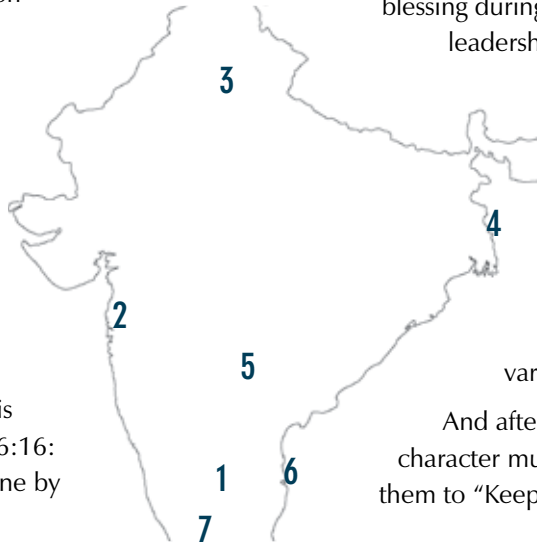 blessing during
leadersh
3
4
2
5
var
is
6:16:
ne by
And afte
character mu
them to “Keep
1
6
7